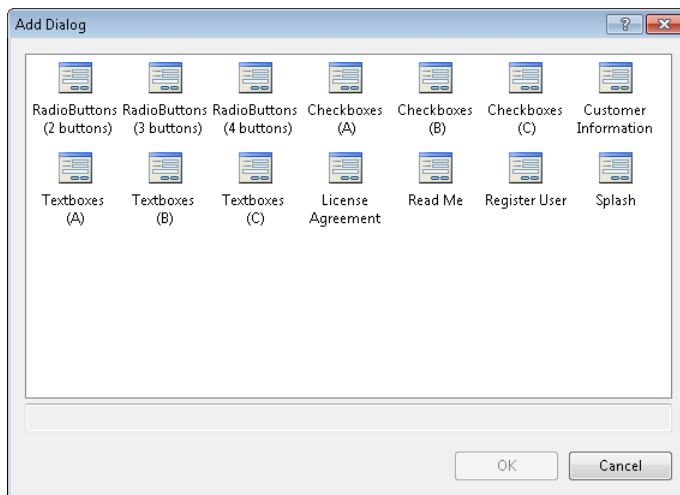 Add Dialog
?
RadioButtons RadioButtons RadioButtons Checkboxes Checkboxes Checkboxes Customer
(2 buttons) (3 buttons) (4 buttons) (A) (B) (C) Information
Textboxes Textboxes Textboxes License Read Me Register User Splash
(A) (B) (C) Agreement
OK Cancel